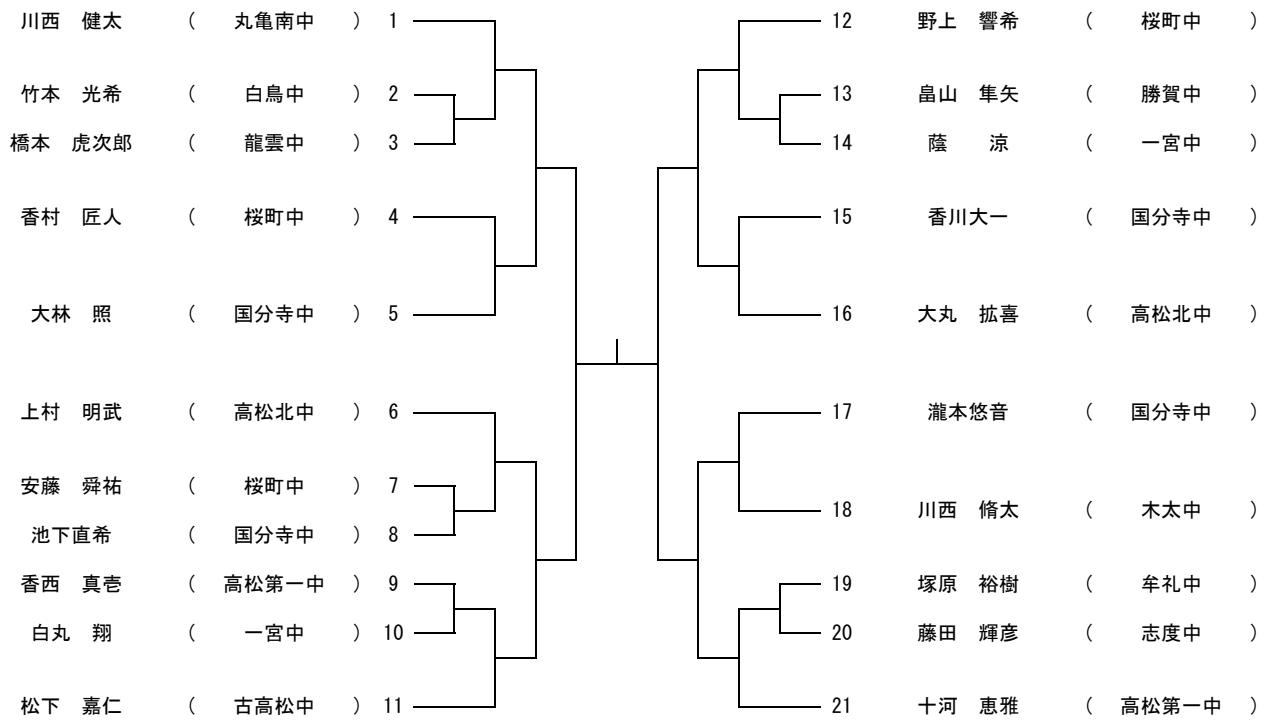 川西　健太 （ 丸亀南中 ） 1
竹本　光希 （ 白鳥中 ） 2
橋本　虎次郎 （ 龍雲中 ） 3
香村　匠人 （ 桜町中 ） 4
大林　照 （ 国分寺中 ） 5
上村　明武 （ 高松北中 ） 6
安藤　舜祐 （ 桜町中 ） 7
池下直希 （ 国分寺中 ） 8
香西　真壱 （ 高松第一中 ） 9
白丸　翔 （ 一宮中 ） 10
松下　嘉仁 （ 古高松中 ） 11
12 野上　響希 （ 桜町中 ）
13 畠山　隼矢 （ 勝賀中 ）
14 蔭　　涼 （ 一宮中 ）
15 香川大一 （ 国分寺中 ）
16 大丸　拡喜 （ 高松北中 ）
17 瀧本悠音 （ 国分寺中 ）
18 川西　脩太 （ 木太中 ）
19 塚原　裕樹 （ 牟礼中 ）
20 藤田　輝彦 （ 志度中 ）
21 十河　恵雅 （ 高松第一中 ）